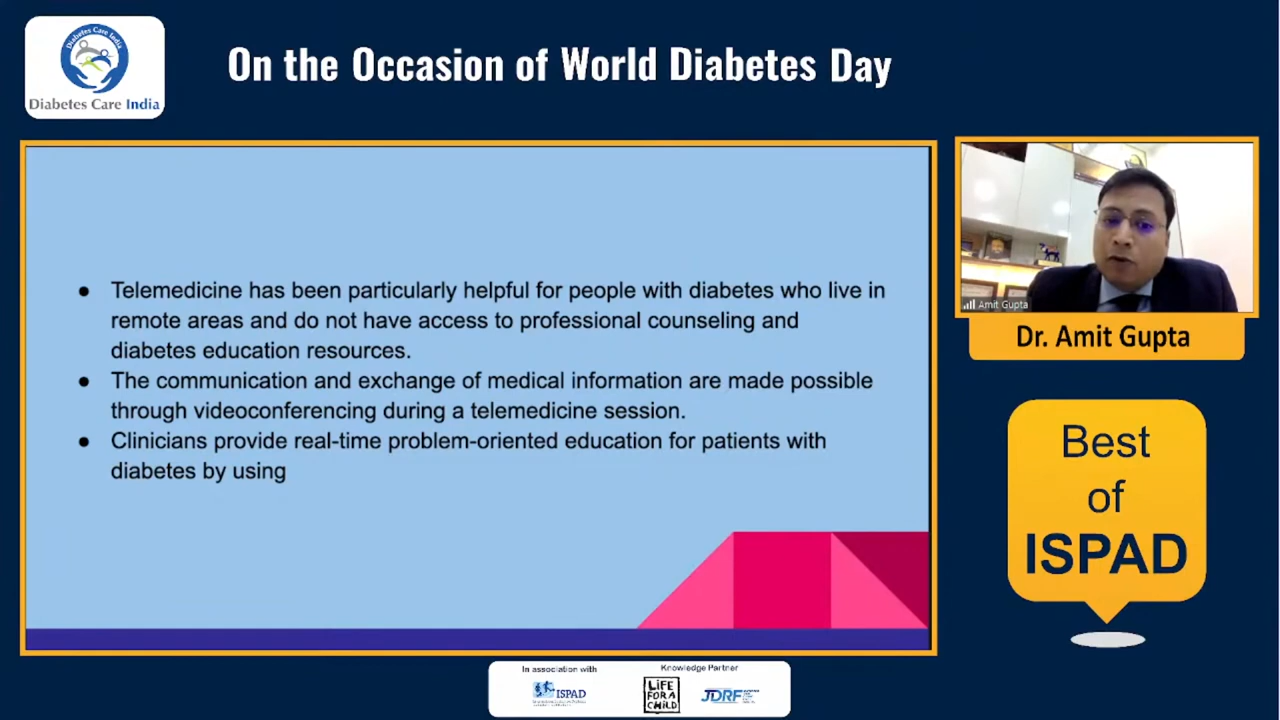 Diabetes Care India
Diabetes Care India
On the Occasion of World Diabetes Day
● Telemedicine has been particularly helpful for people with diabetes who live in
remote areas and do not have access to professional counseling and
diabetes education resources.
● The communication and exchange of medical information are made possible
through videoconferencing during a telemedicine session.
● Clinicians provide real-time problem-oriented education for patients with
diabetes by using
Amit Gupta
Dr. Amit Gupta
Best
of
ISPAD
In association with
ISPAD
Knowledge Partner
LiFE
FOR A
CHiLD
JDRF